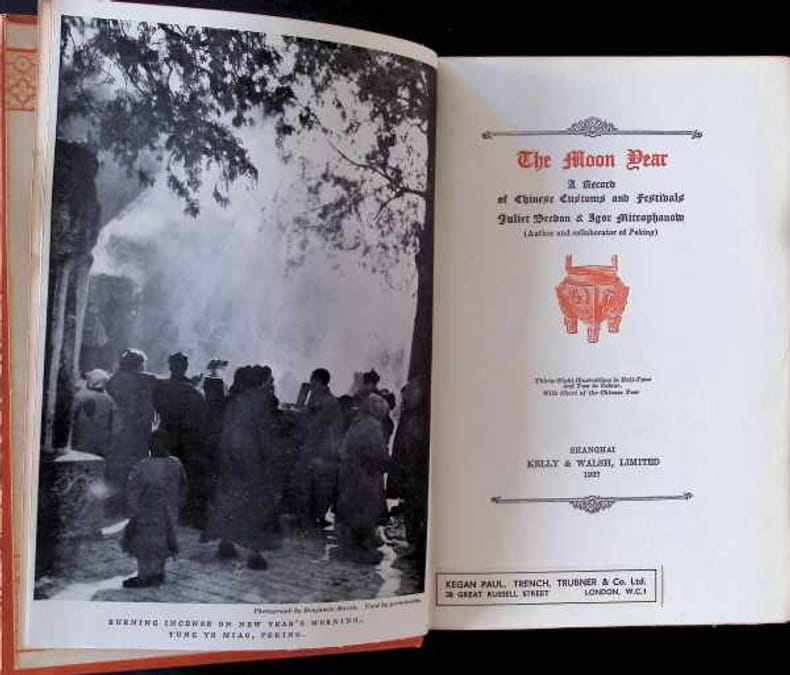 Photograph by Benjamin March. Used by permission.
BURNING INCENSE ON NEW YEAR'S MORNING,
TUNG YO MIAO, PEKING.
The Moon Year
A Record
of Chinese Customs and Festivals
Juliet Bredon & Igor Mitrophanow
(Author and collaborator of Peking)
Thirty-Eight Illustrations in Half-Tone
and Two in Colour.
With Chart of the Chinese Year
SHANGHAI
KELLY & WALSH, LIMITED
1927
KEGAN PAUL, TRENCH, TRUBNER & Co. Ltd.
38 GREAT RUSSELL STREET LONDON, W.C.1